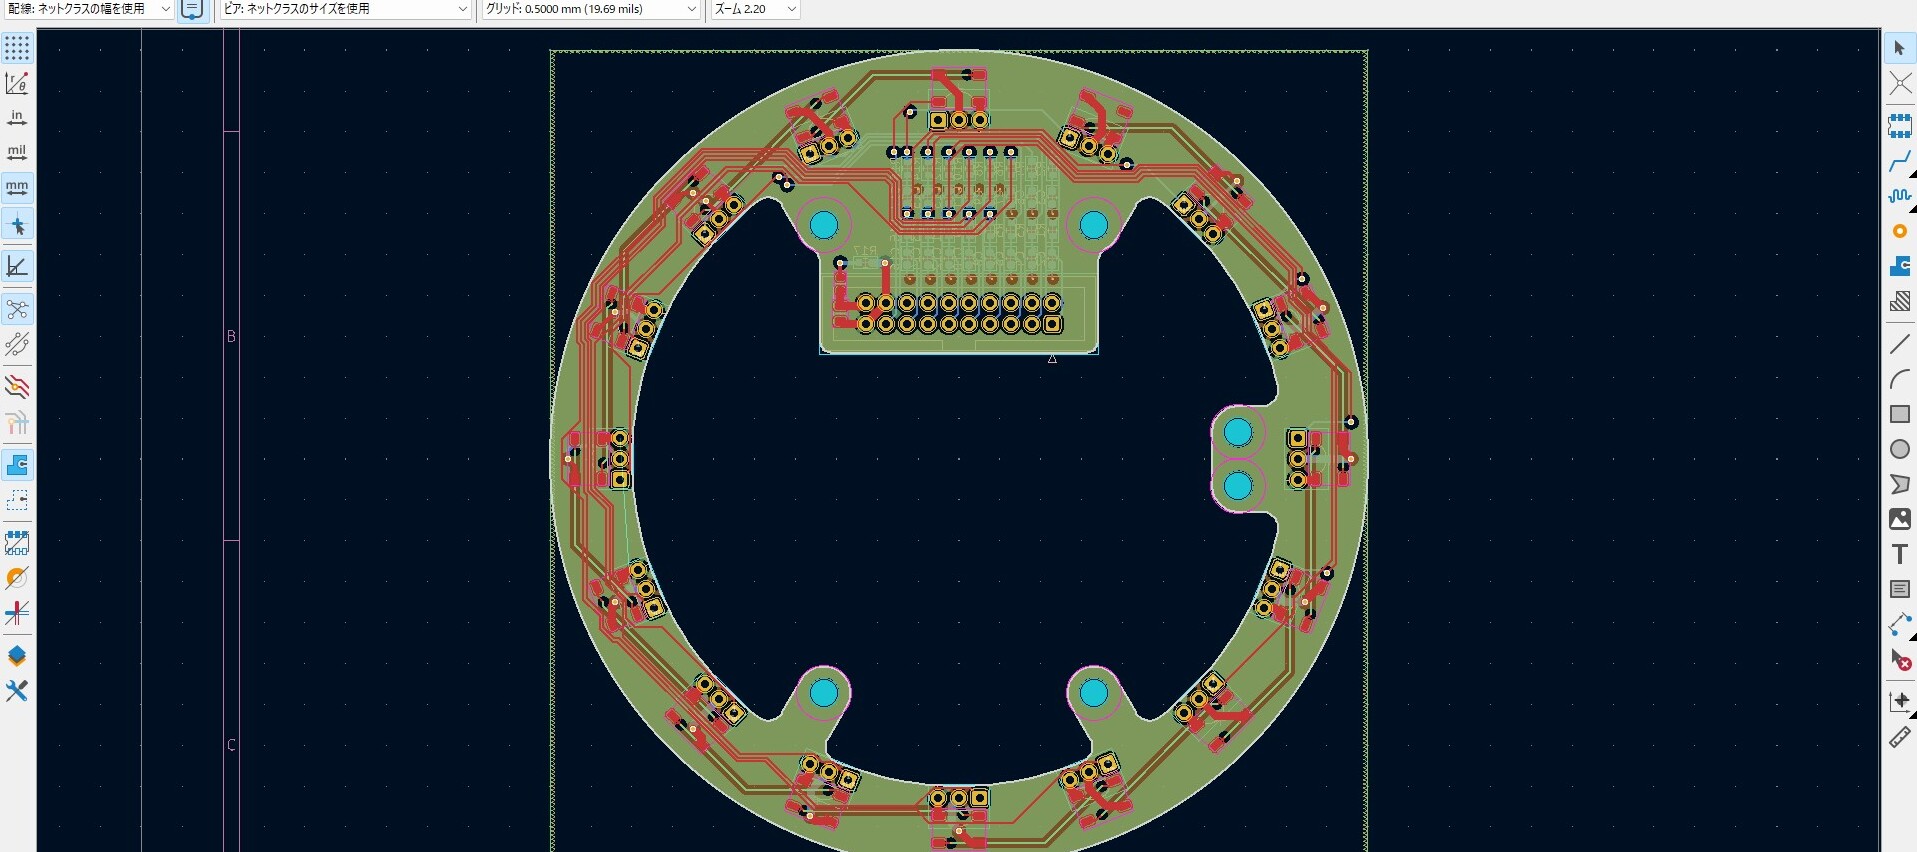 配線: ネットクラスの幅を使用
ビア: ネットクラスのサイズを使用
グリッド: 0.5000 mm (19.69 mils)
ズーム 2.20
in
mil
mm
B
C
R17
T